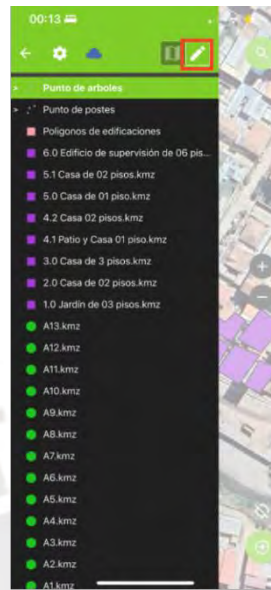 00:13
Punto de arboles
Punto de postes
Poligonos de edificaciones
6.0 Edificio de supervisión de 06 pis...
5.1 Casa de 02 pisos.kmz
5.0 Casa de 01 piso.kmz
4.2 Casa 02 pisos.kmz
4.1 Patio y Casa 01 piso.kmz
3.0 Casa de 3 pisos.kmz
2.0 Casa de 02 pisos.kmz
1.0 Jardín de 03 pisos.kmz
A13.kmz
A12.kmz
A11.kmz
A10.kmz
A9.kmz
A8.kmz
A7.kmz
A6.kmz
A5.kmz
A4.kmz
A3.kmz
A2.kmz
A1.kmz